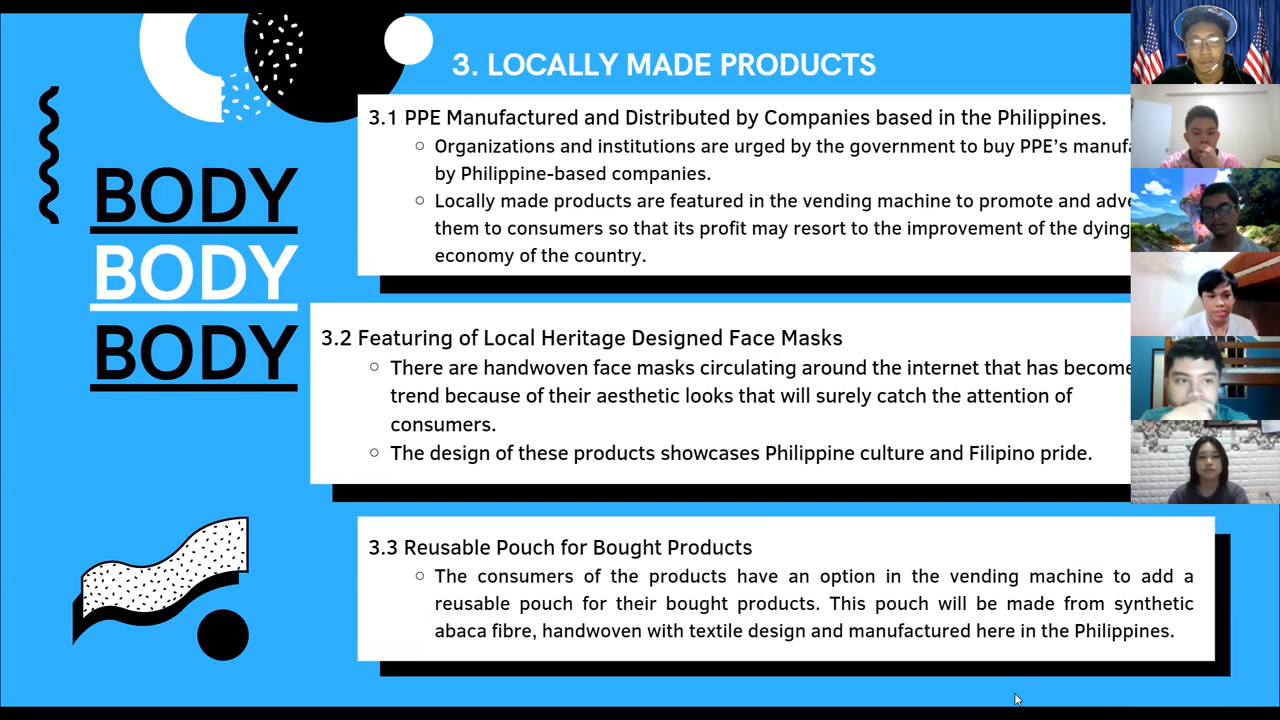 3. LOCALLY MADE PRODUCTS
BODY
BODY
BODY
3.1 PPE Manufactured and Distributed by Companies based in the Philippines.
Organizations and institutions are urged by the government to buy PPE's
by Philippine-based companies.
Locally made products are featured in the vending machine to promote and
them to consumers so that its profit may resort to the improvement of the dying
economy of the country.
3.2 Featuring of Local Heritage Designed Face Masks
There are handwoven face masks circulating around the internet that has become
trend because of their aesthetic looks that will surely catch the attention of
consumers.
The design of these products showcases Philippine culture and Filipino pride.
3.3 Reusable Pouch for Bought Products
The consumers of the products have an option in the vending machine to add a
reusable pouch for their bought products. This pouch will be made from synthetic
abaca fibre, handwoven with textile design and manufactured here in the Philippines.